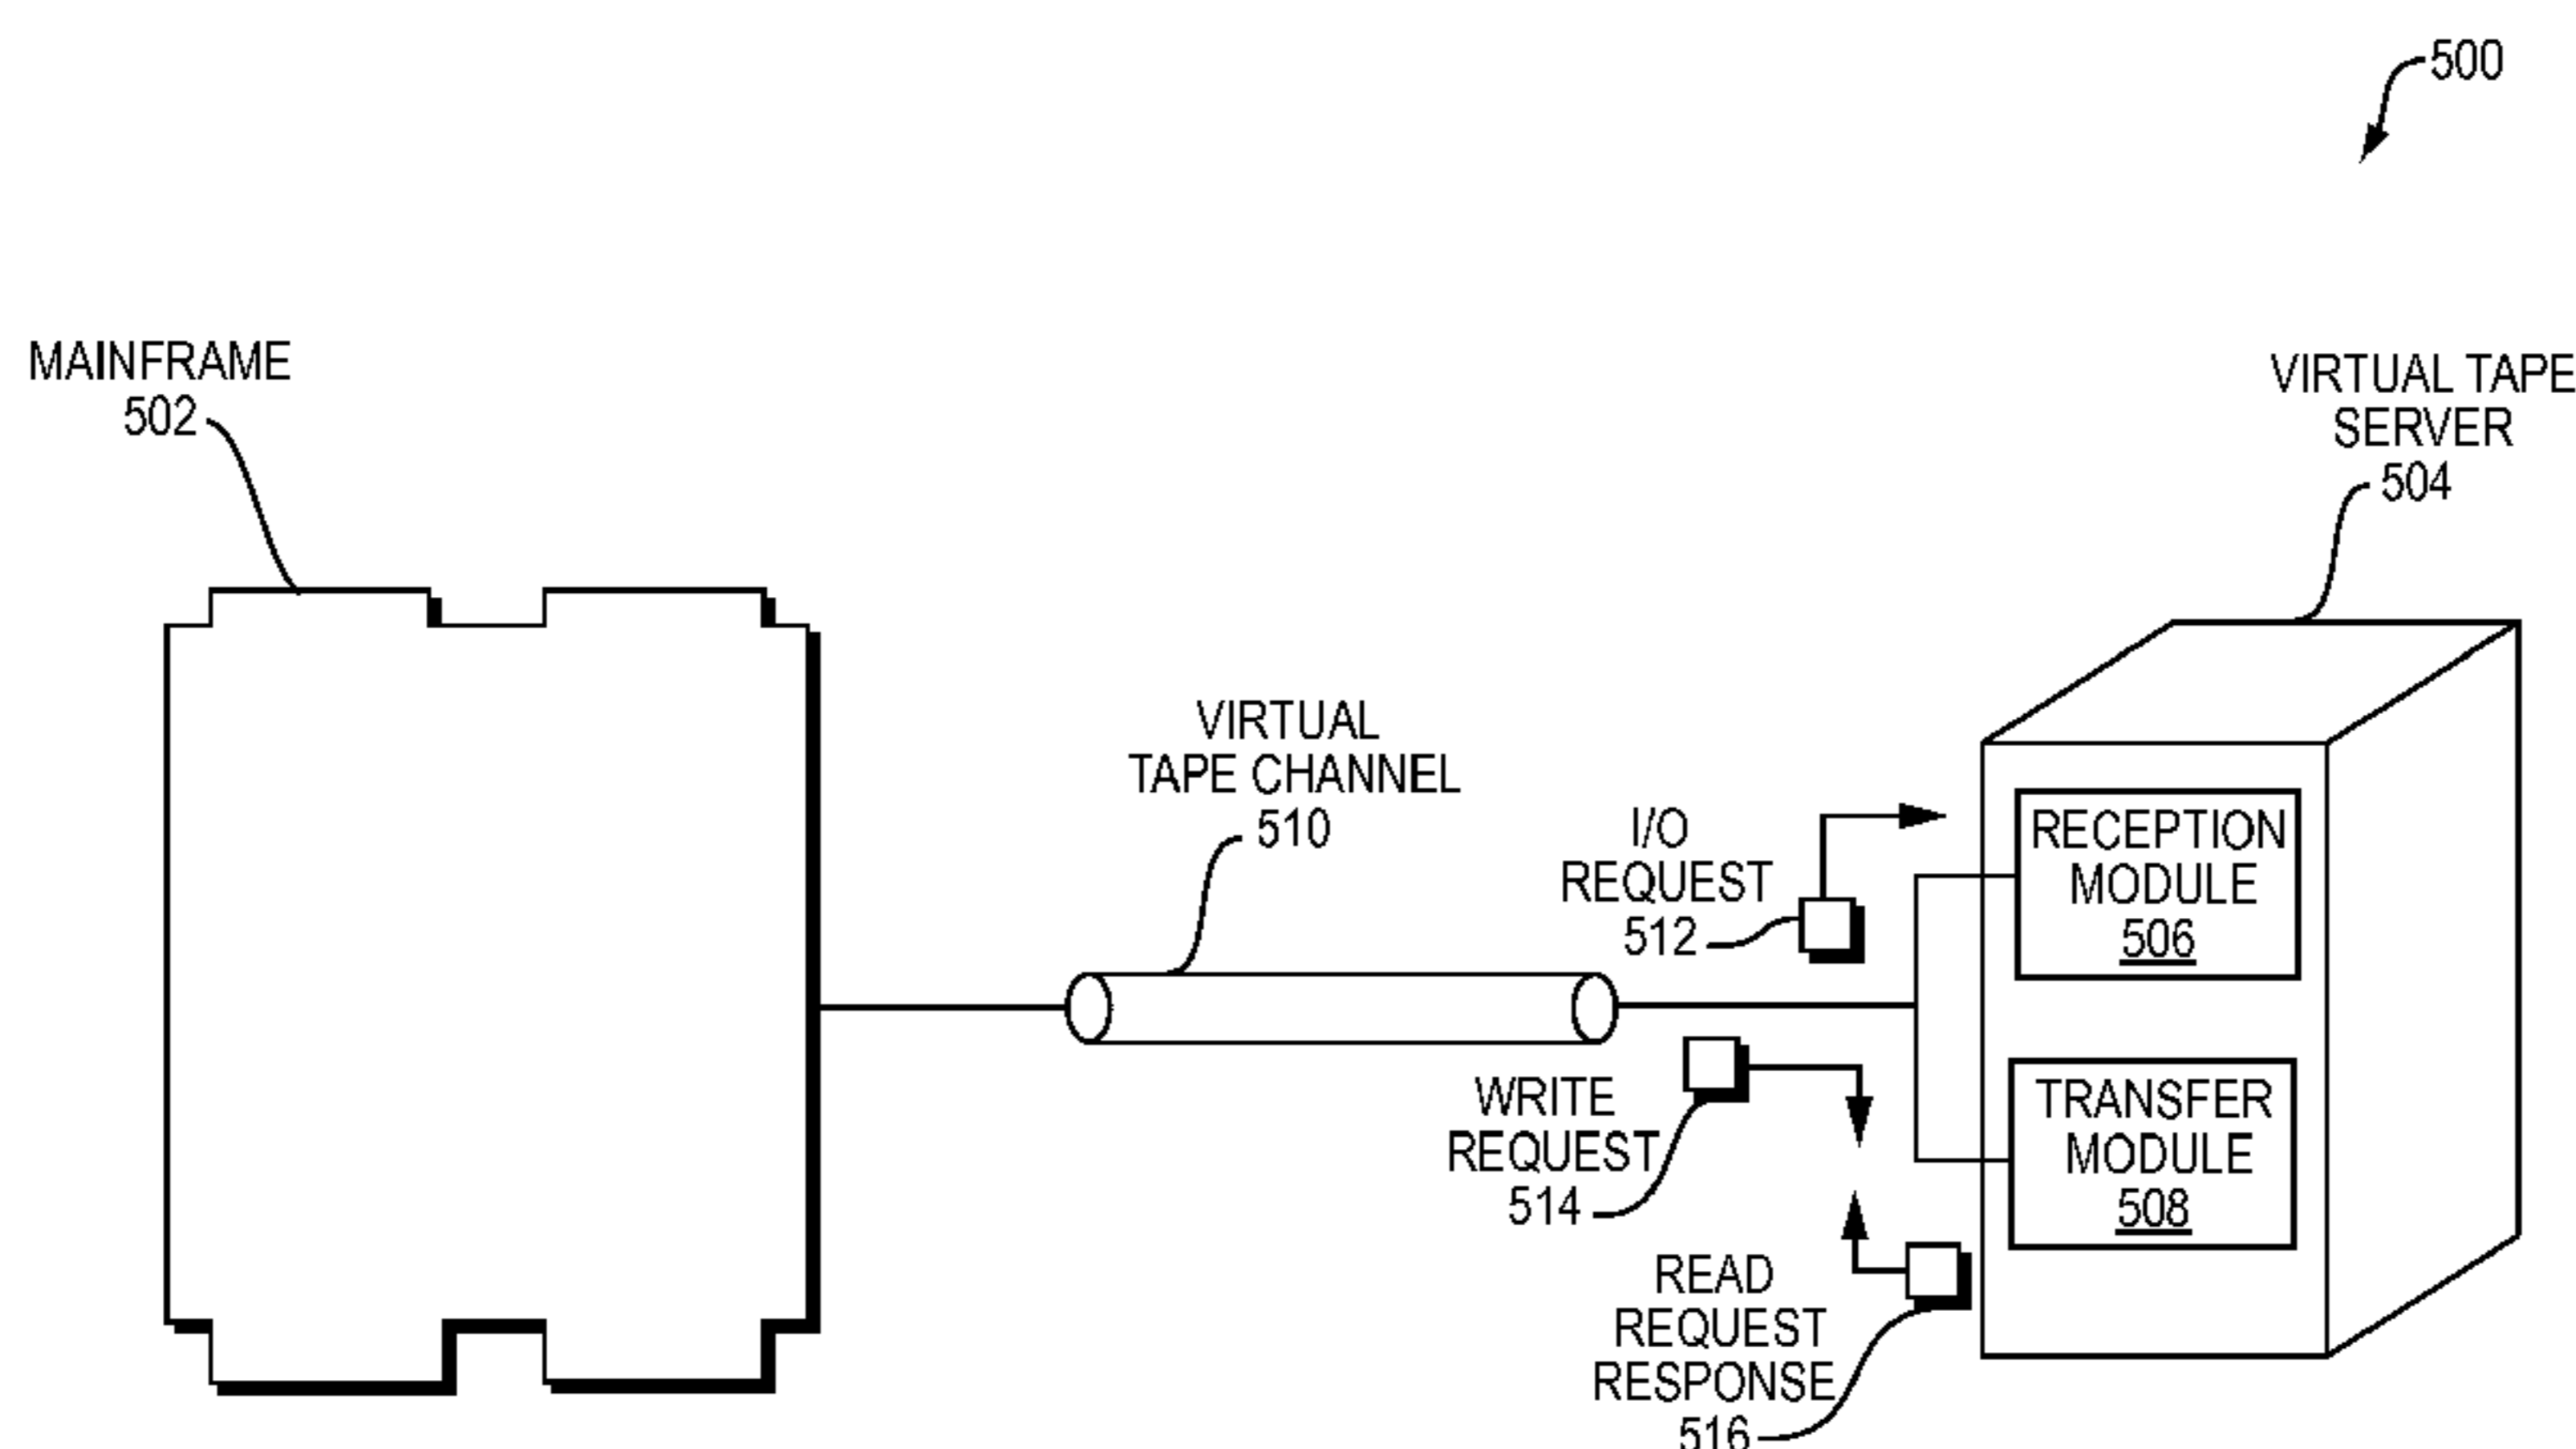 500
MAINFRAME
502
VIRTUAL TAPE
SERVER
504
VIRTUAL
TAPE CHANNEL
510
I/O
REQUEST
512
RECEPTION
MODULE
506
WRITE
REQUEST
514
TRANSFER
MODULE
508
READ
REQUEST
RESPONSE
516